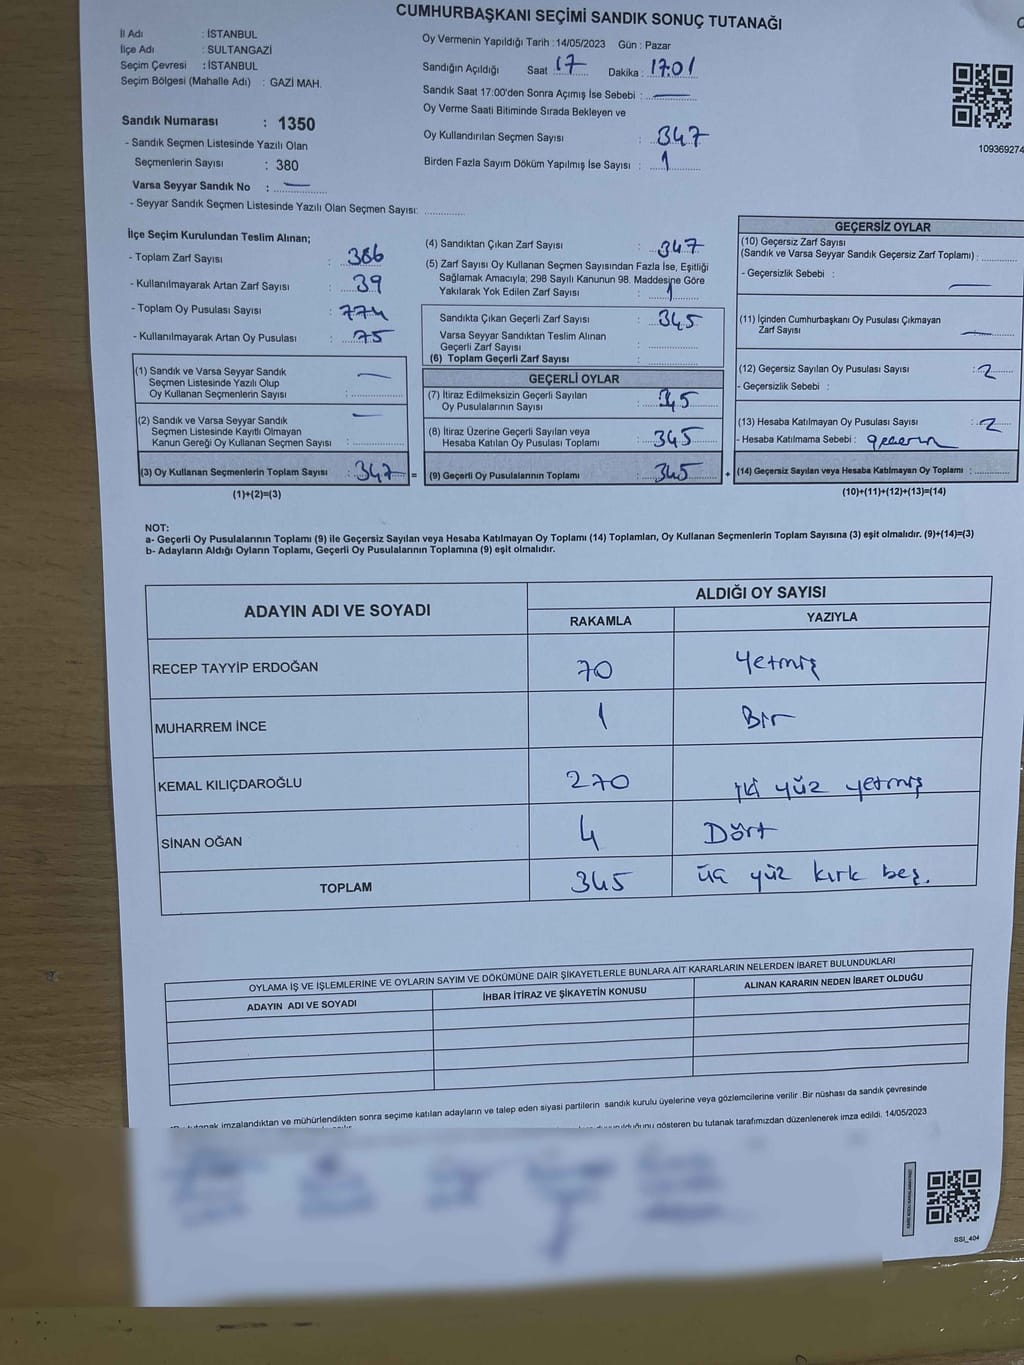 CUMHURBAŞKANI SEÇİMİ SANDIK SONUÇ TUTANAĞI
İl Adı : İSTANBUL
İlçe Adı : SULTANGAZİ
Seçim Çevresi : İSTANBUL
Seçim Bölgesi (Mahalle Adı) : GAZİ MAH.
Oy Vermenin Yapıldığı Tarih : 14/05/2023 Gün : Pazar
Sandığın Açıldığı Saat 17 Dakika : 17:01
Sandık Saat 17:00'den Sonra Açımış İse Sebebi : —
Oy Verme Saati Bitiminde Sırada Bekleyen ve
Oy Kullandırılan Seçmen Sayısı : 347
Birden Fazla Sayım Döküm Yapılmış İse Sayısı : 1
109369274
Sandık Numarası : 1350
- Sandık Seçmen Listesinde Yazılı Olan
Seçmenlerin Sayısı : 380
Varsa Seyyar Sandık No : —
- Seyyar Sandık Seçmen Listesinde Yazılı Olan Seçmen Sayısı:
İlçe Seçim Kurulundan Teslim Alınan;
- Toplam Zarf Sayısı : 386
- Kullanılmayarak Artan Zarf Sayısı : 39
- Toplam Oy Pusulası Sayısı : 774
- Kullanılmayarak Artan Oy Pusulası : 75
(1) Sandık ve Varsa Seyyar Sandık
Seçmen Listesinde Yazılı Olup
Oy Kullanan Seçmenlerin Sayısı : —
(2) Sandık ve Varsa Seyyar Sandık
Seçmen Listesinde Kayıtlı Olmayan
Kanun Gereği Oy Kullanan Seçmen Sayısı : —
(3) Oy Kullanan Seçmenlerin Toplam Sayısı : 347 =
(1)+(2)=(3)
(4) Sandıktan Çıkan Zarf Sayısı : 347
(5) Zarf Sayısı Oy Kullanan Seçmen Sayısından Fazla İse, Eşitliği
Sağlamak Amacıyla; 298 Sayılı Kanunun 98. Maddesine Göre
Yakılarak Yok Edilen Zarf Sayısı : 1
Sandıkta Çıkan Geçerli Zarf Sayısı : 345
Varsa Seyyar Sandıktan Teslim Alınan
Geçerli Zarf Sayısı :
(6) Toplam Geçerli Zarf Sayısı :
GEÇERLİ OYLAR
(7) İtiraz Edilmeksizin Geçerli Sayılan
Oy Pusulalarının Sayısı : 345
(8) İtiraz Üzerine Geçerli Sayılan veya
Hesaba Katılan Oy Pusulası Toplamı : 345
(9) Geçerli Oy Pusulalarının Toplamı : 345 +
GEÇERSİZ OYLAR
(10) Geçersiz Zarf Sayısı
(Sandık ve Varsa Seyyar Sandık Geçersiz Zarf Toplamı) :
- Geçersizlik Sebebi : —
(11) İçinden Cumhurbaşkanı Oy Pusulası Çıkmayan
Zarf Sayısı : —
(12) Geçersiz Sayılan Oy Pusulası Sayısı : 2
- Geçersizlik Sebebi :
(13) Hesaba Katılmayan Oy Pusulası Sayısı : 2
- Hesaba Katılmama Sebebi :
(14) Geçersiz Sayılan veya Hesaba Katılmayan Oy Toplamı :
(10)+(11)+(12)+(13)=(14)
NOT:
a- Geçerli Oy Pusulalarının Toplamı (9) ile Geçersiz Sayılan veya Hesaba Katılmayan Oy Toplamı (14) Toplamları, Oy Kullanan Seçmenlerin Toplam Sayısına (3) eşit olmalıdır. (9)+(14)=(3)
b- Adayların Aldığı Oyların Toplamı, Geçerli Oy Pusulalarının Toplamına (9) eşit olmalıdır.
ADAYIN ADI VE SOYADI ALDIĞI OY SAYISI
RAKAMLA YAZIYLA
RECEP TAYYİP ERDOĞAN 70 Yetmiş
MUHARREM İNCE 1 Bir
KEMAL KILIÇDAROĞLU 270 iki yüz yetmiş
SİNAN OĞAN 4 Dört
TOPLAM 345 üç yüz kırk beş.
OYLAMA İŞ VE İŞLEMLERİNE VE OYLARIN SAYIM VE DÖKÜMÜNE DAİR ŞİKAYETLERLE BUNLARA AİT KARARLARIN NELERDEN İBARET BULUNDUKLARI
ADAYIN ADI VE SOYADI İHBAR İTİRAZ VE ŞİKAYETİN KONUSU ALINAN KARARIN NEDEN İBARET OLDUĞU
tutanak imzalandıktan ve mühürlendikten sonra seçime katılan adayların ve talep eden siyasi partilerin sandık kurulu üyelerine veya gözlemcilerine verilir .Bir nüshası da sandık çevresinde
gösteren bu tutanak tarafımızdan düzenlenerek imza edildi. 14/05/2023
SSI_404